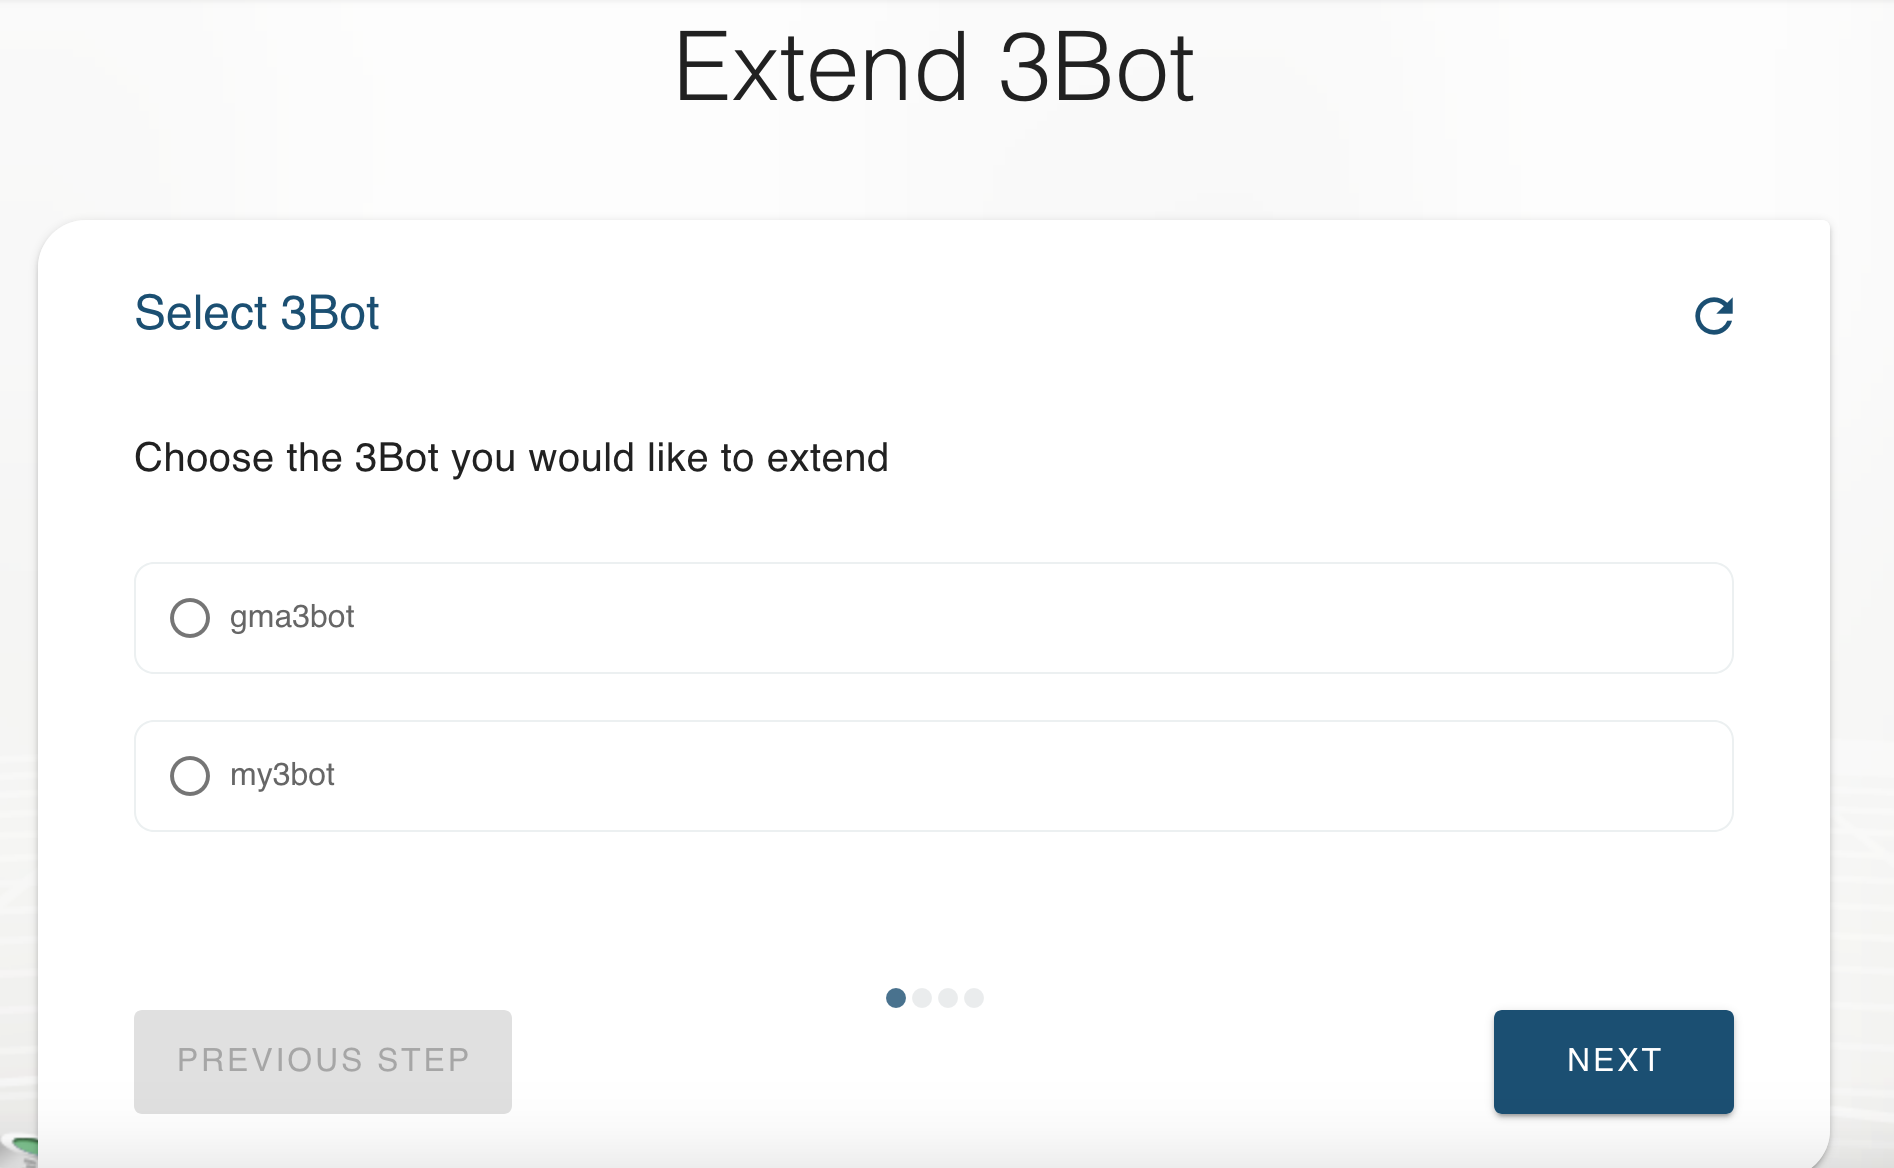 Extend 3Bot
Select 3Bot
Choose the 3Bot you would like to extend
gma3bot
my3bot
PREVIOUS STEP
NEXT